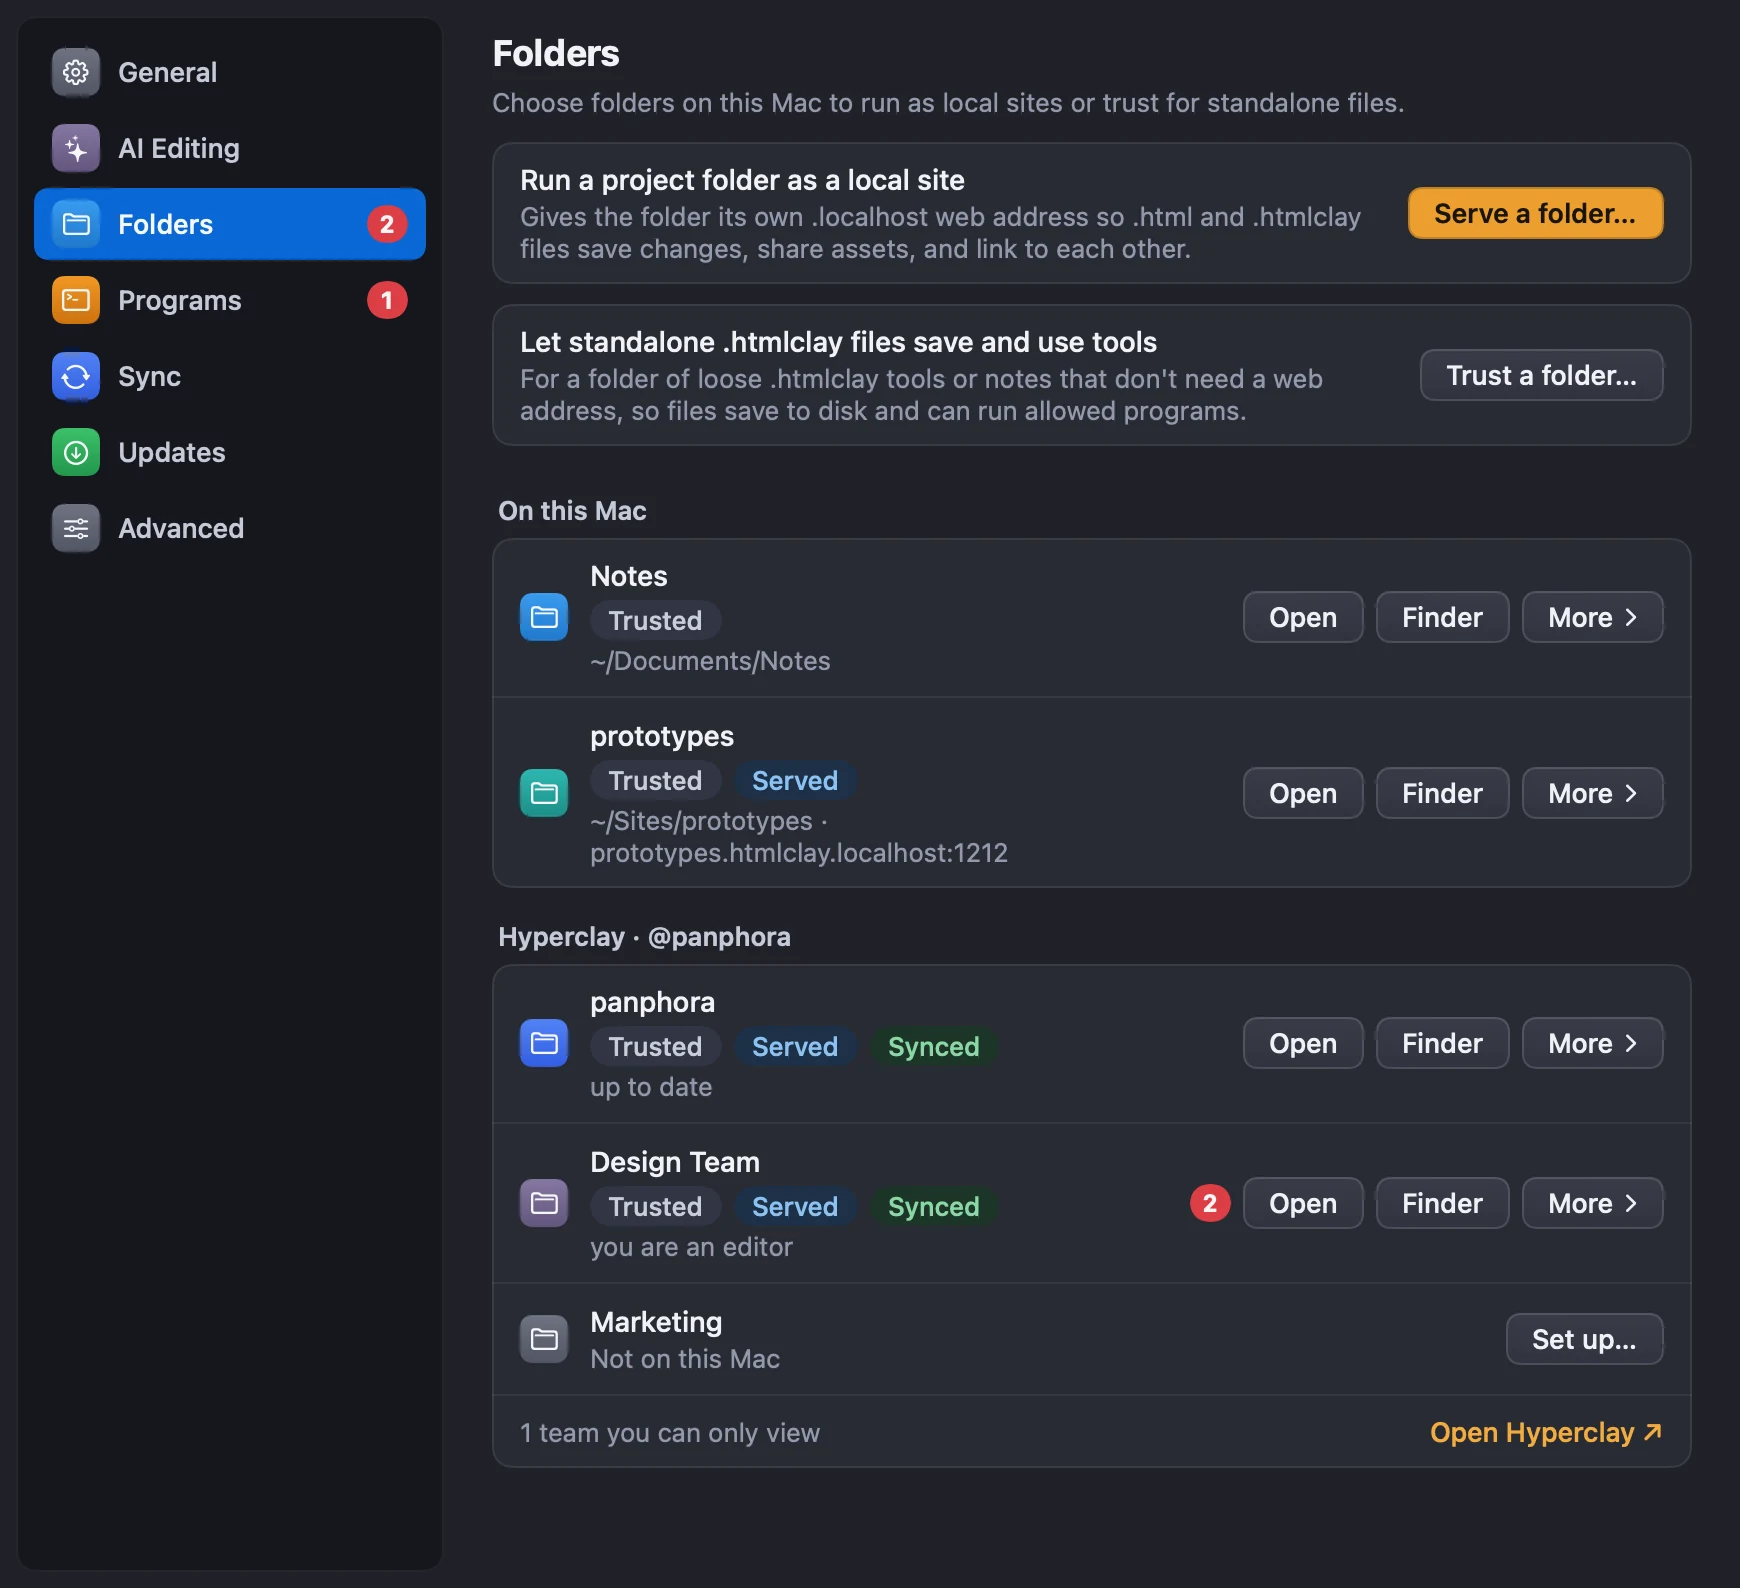 General
AI Editing
Folders
2
Programs
1
Sync
Updates
Advanced
Folders
Choose folders on this Mac to run as local sites or trust for standalone files.
Run a project folder as a local site
Gives the folder its own .localhost web address so .html and .htmlclay
files save changes, share assets, and link to each other.
Serve a folder...
Let standalone .htmlclay files save and use tools
For a folder of loose .htmlclay tools or notes that don't need a web
address, so files save to disk and can run allowed programs.
Trust a folder...
On this Mac
Notes
Trusted
~/Documents/Notes
Open
Finder
More >
prototypes
Trusted
Served
~/Sites/prototypes ·
prototypes.htmlclay.localhost:1212
Open
Finder
More >
Hyperclay · @panphora
panphora
Trusted
Served
Synced
up to date
Open
Finder
More >
Design Team
Trusted
Served
Synced
you are an editor
2
Open
Finder
More >
Marketing
Not on this Mac
Set up...
1 team you can only view
Open Hyperclay ↗